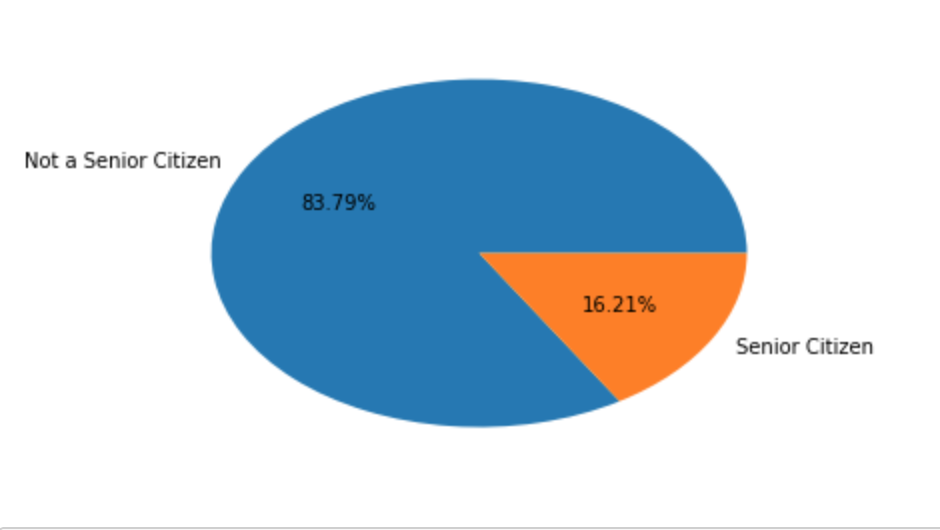 Not a Senior Citizen
83.79%
16.21%
Senior Citizen